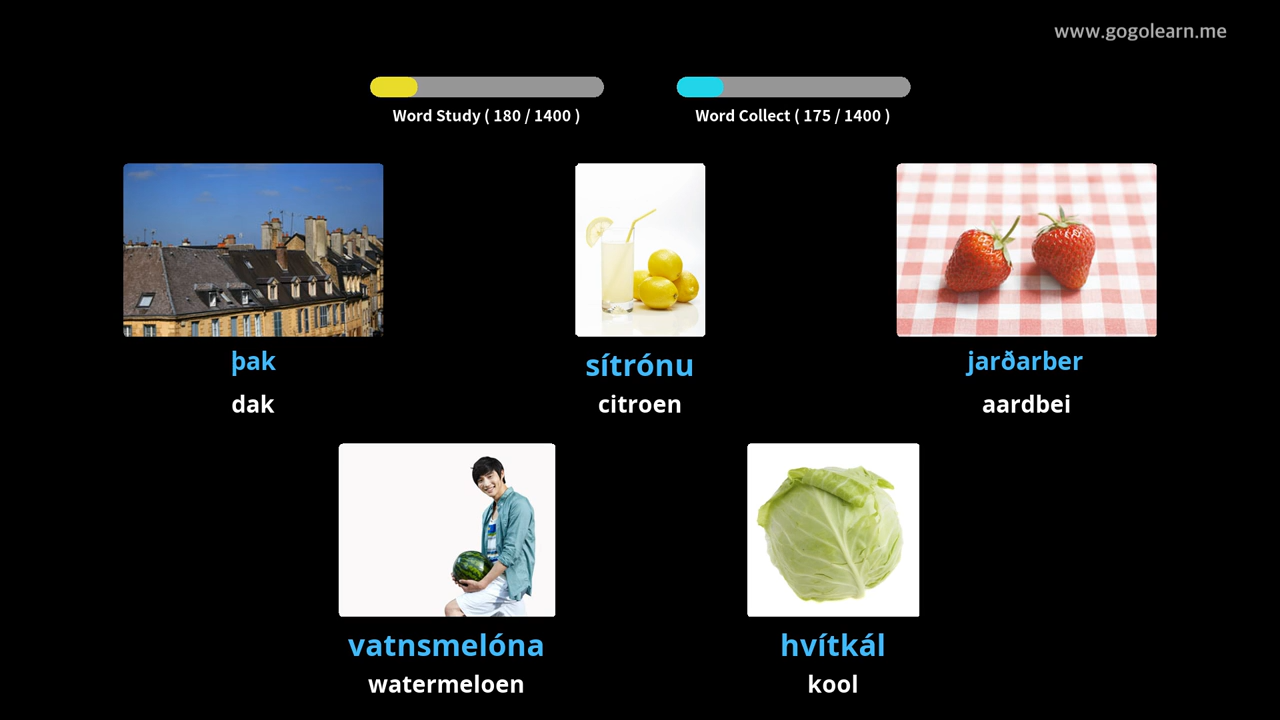 www.gogolearn.me
Word Study ( 180 / 1400 )
Word Collect ( 175 / 1400 )
þak
dak
sítrónu
citroen
jarðarber
aardbei
vatnsmelóna
watermeloen
hvítkál
kool